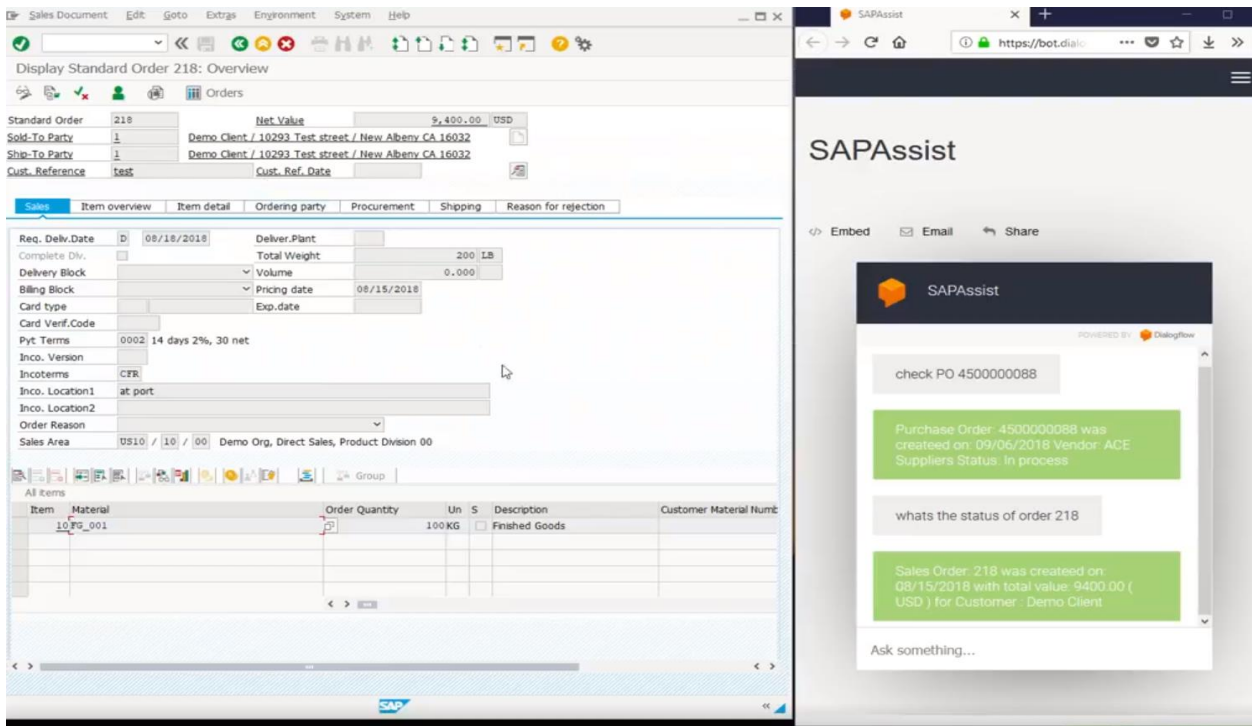 Sales Document Edit Goto Extras Environment System Help
Display Standard Order 218: Overview
Orders
Standard Order 218 Net Value 9,400.00 USD
Sold-To Party 1 Demo Client / 10293 Test street / New Albeny CA 16032
Ship-To Party 1 Demo Client / 10293 Test street / New Albeny CA 16032
Cust. Reference test Cust. Ref. Date
Sales Item overview Item detail Ordering party Procurement Shipping Reason for rejection
Req. Deliv.Date D 08/18/2018 Deliver.Plant
Complete Dlv. Total Weight 200 LB
Delivery Block Volume 0.000
Billing Block Pricing date 08/15/2018
Card type Exp.date
Card Verif.Code
Pyt Terms 0002 14 days 2%, 30 net
Inco. Version
Incoterms CFR
Inco. Location1 at port
Inco. Location2
Order Reason
Sales Area US10 / 10 / 00 Demo Org, Direct Sales, Product Division 00
Group
All items
Item Material Order Quantity Un S Description Customer Material Numb
10 FG_001 100 KG Finished Goods
SAP
SAPAssist
https://bot.dialo
SAPAssist
Embed Email Share
SAPAssist
POWERED BY Dialogflow
check PO 4500000088
Purchase Order: 4500000088 was
createed on: 09/06/2018 Vendor: ACE
Suppliers Status: In process
whats the status of order 218
Sales Order: 218 was createed on:
08/15/2018 with total value: 9400.00 (
USD ) for Customer : Demo Client
Ask something...